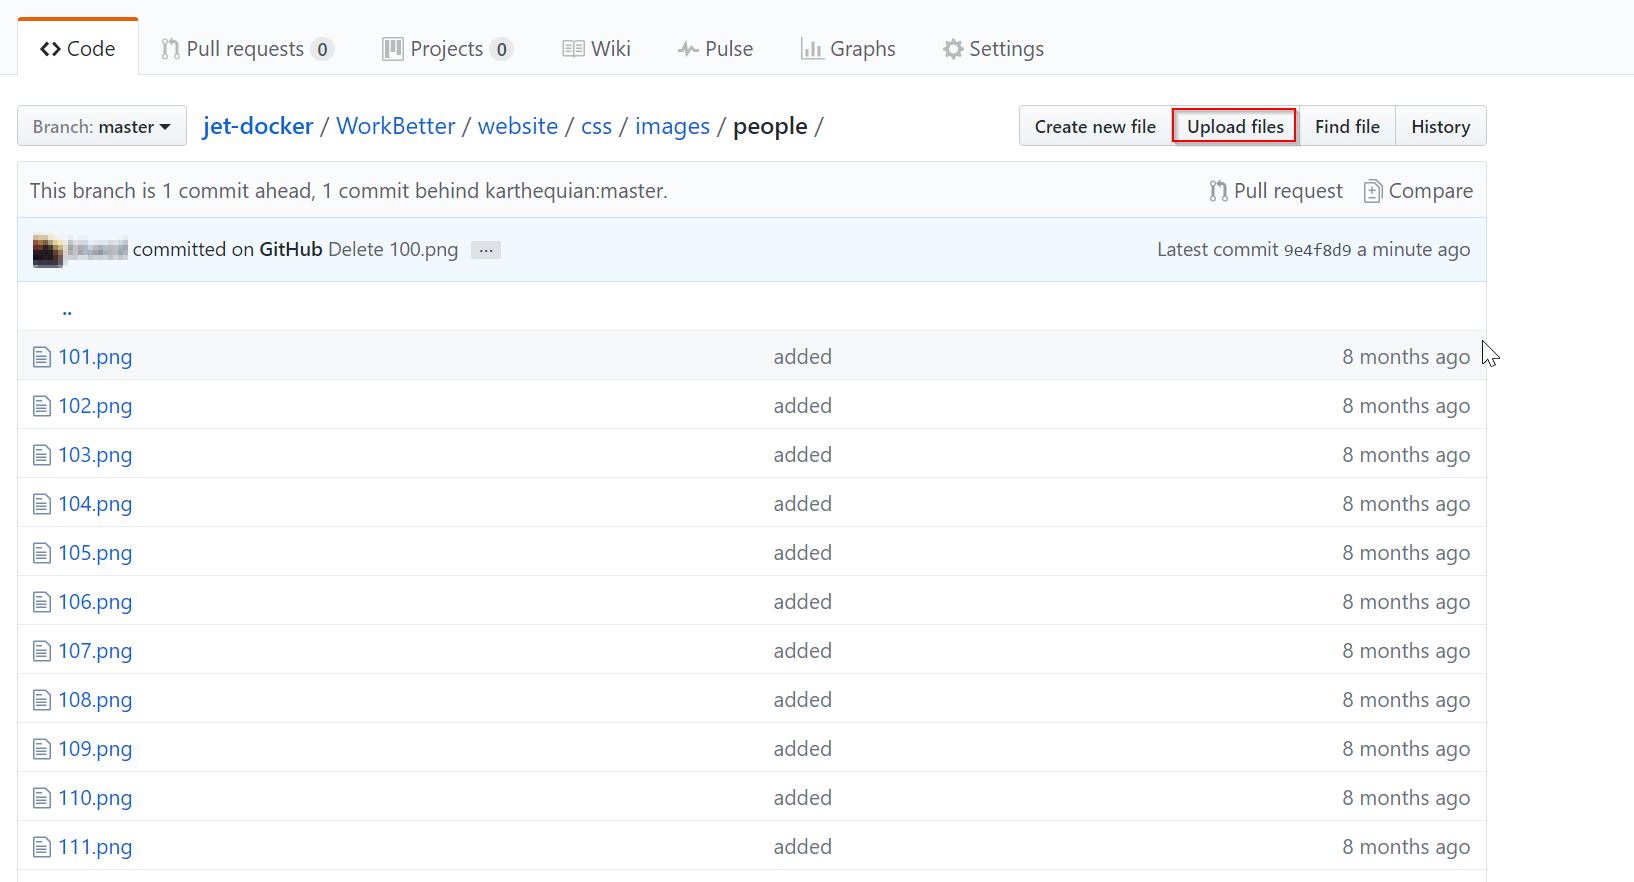 Code Pull requests 0 Projects 0 Wiki Pulse Graphs Settings
Branch: master jet-docker / WorkBetter / website / css / images / people / Create new file Upload files Find file History
This branch is 1 commit ahead, 1 commit behind karthequian:master. Pull request Compare
committed on GitHub Delete 100.png ... Latest commit 9e4f8d9 a minute ago
..
101.png added 8 months ago
102.png added 8 months ago
103.png added 8 months ago
104.png added 8 months ago
105.png added 8 months ago
106.png added 8 months ago
107.png added 8 months ago
108.png added 8 months ago
109.png added 8 months ago
110.png added 8 months ago
111.png added 8 months ago